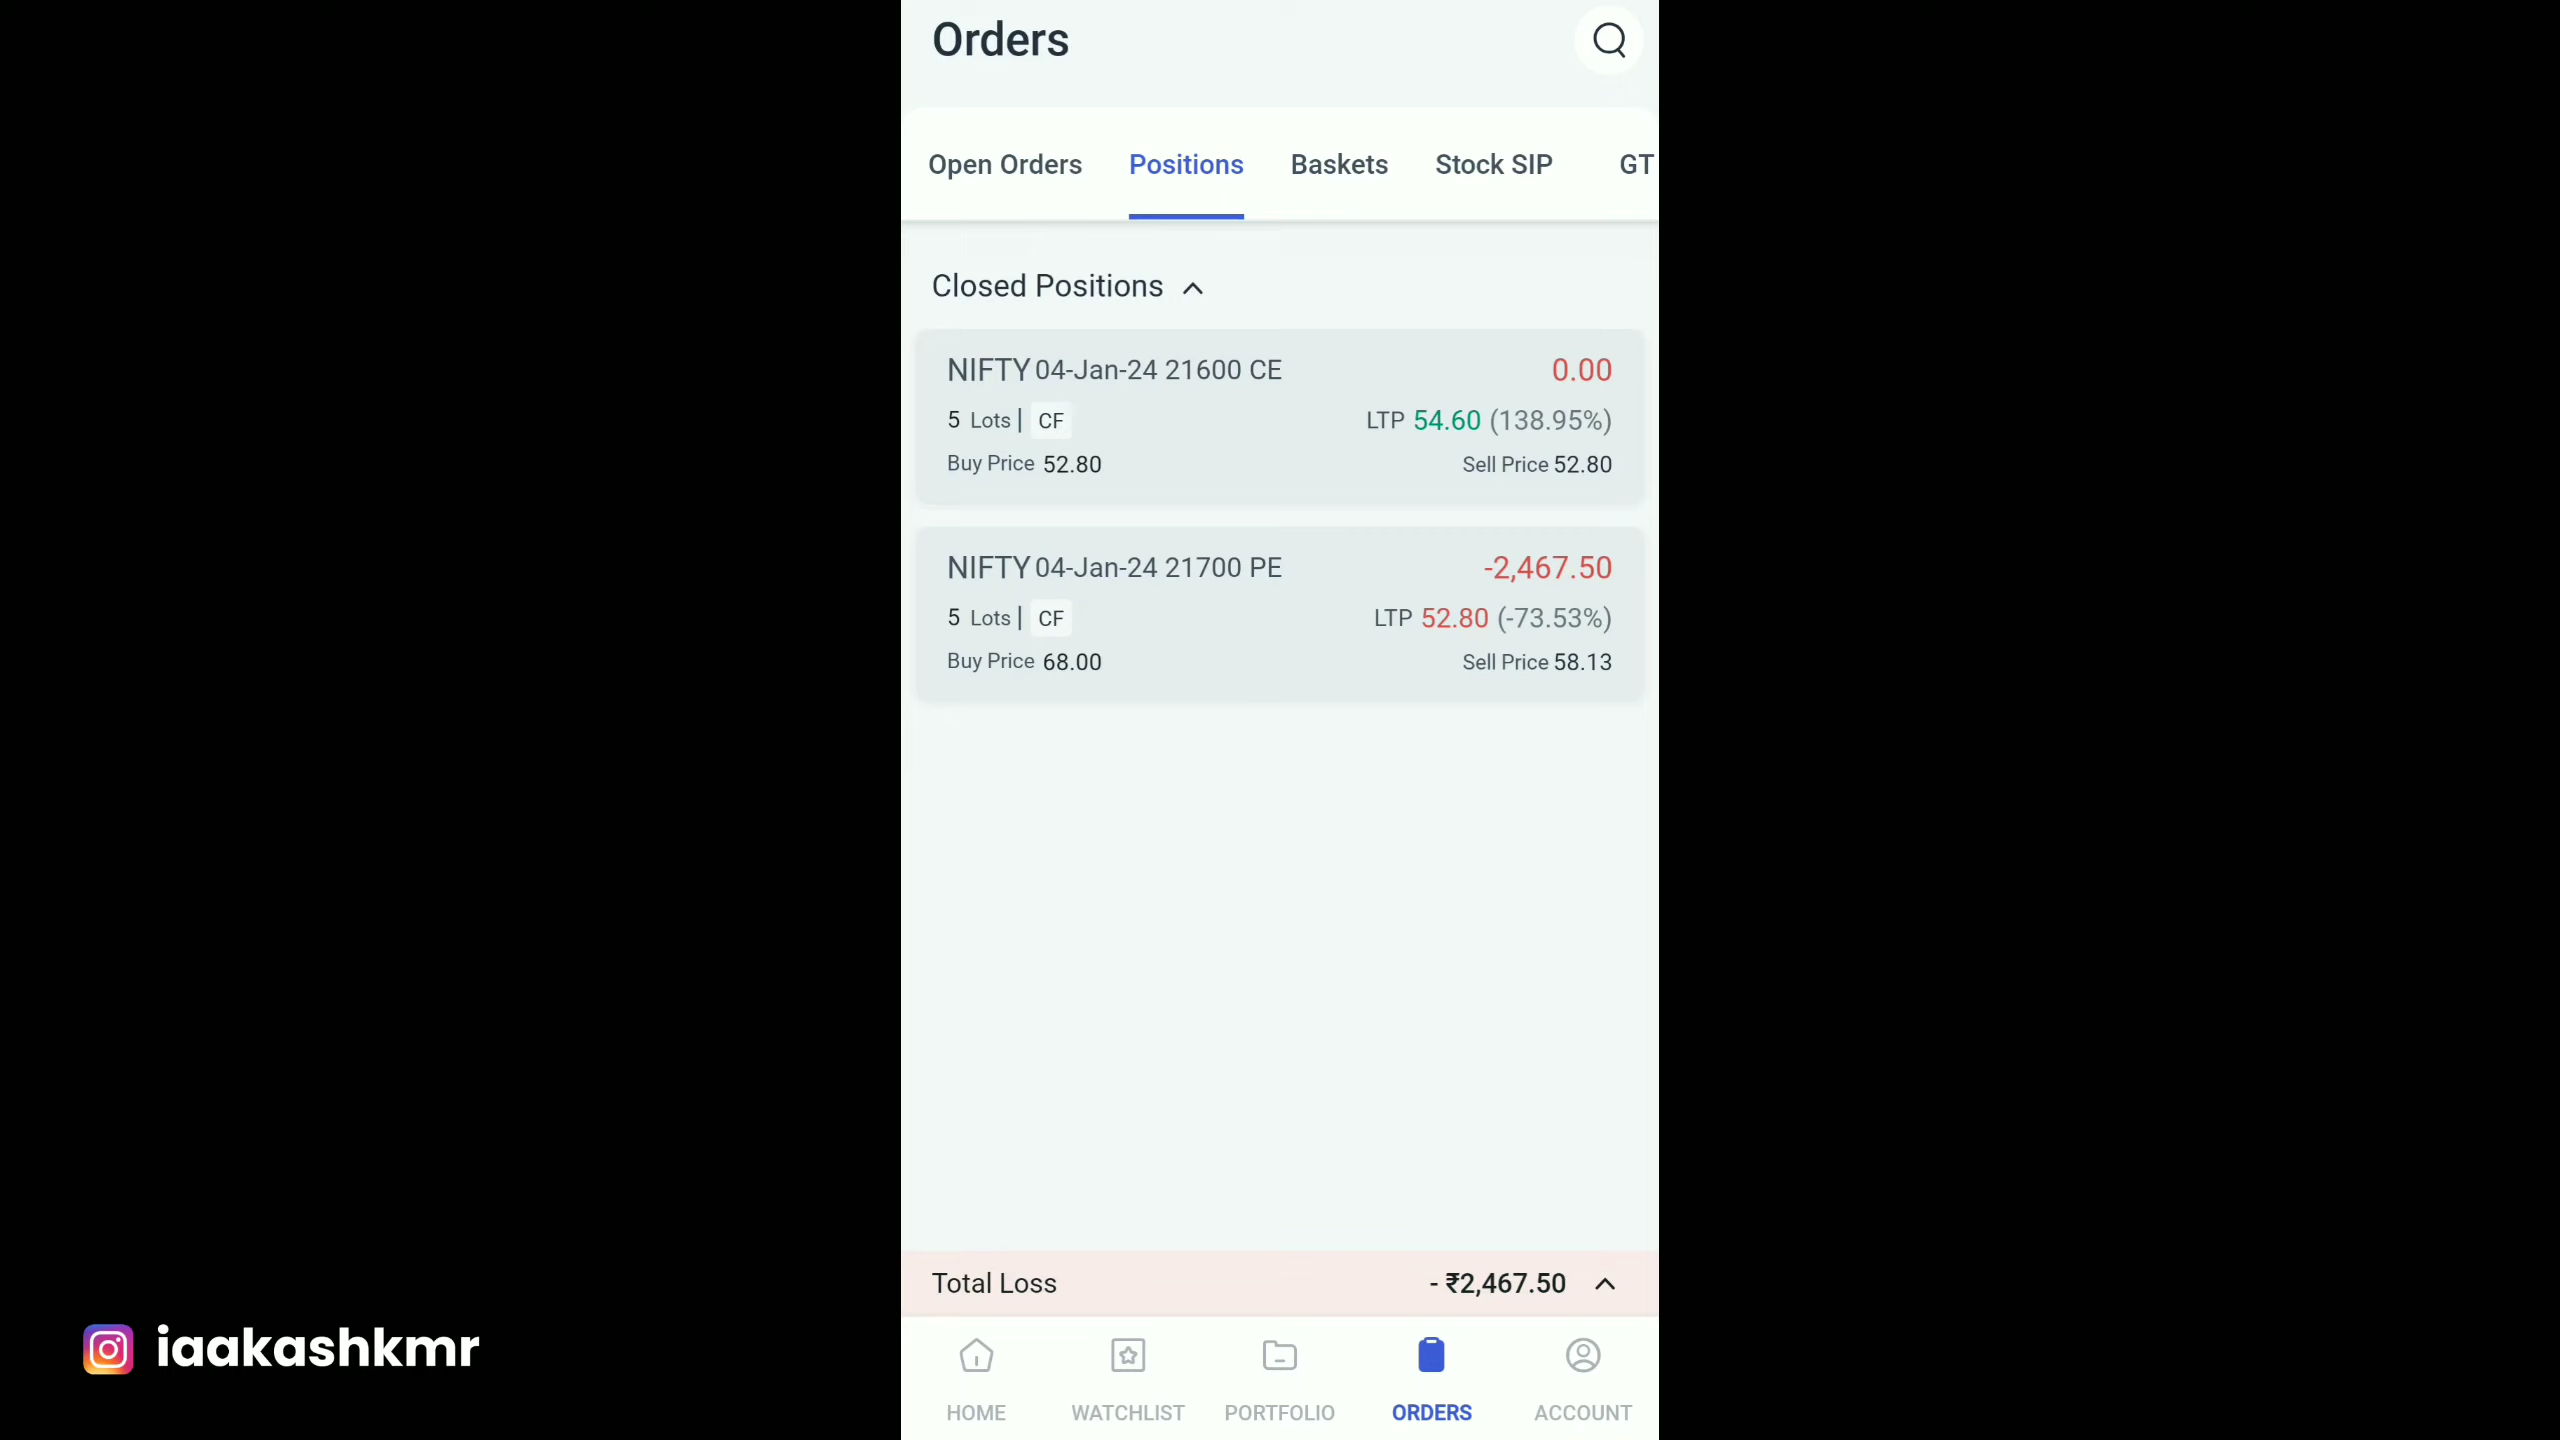 Orders
Open Orders Positions Baskets Stock SIP GT
Closed Positions
NIFTY 04-Jan-24 21600 CE 0.00
5 Lots | CF LTP 54.60 (138.95%)
Buy Price 52.80 Sell Price 52.80
NIFTY 04-Jan-24 21700 PE -2,467.50
5 Lots | CF LTP 52.80 (-73.53%)
Buy Price 68.00 Sell Price 58.13
Total Loss - ₹2,467.50
HOME WATCHLIST PORTFOLIO ORDERS ACCOUNT
iaakashkmr